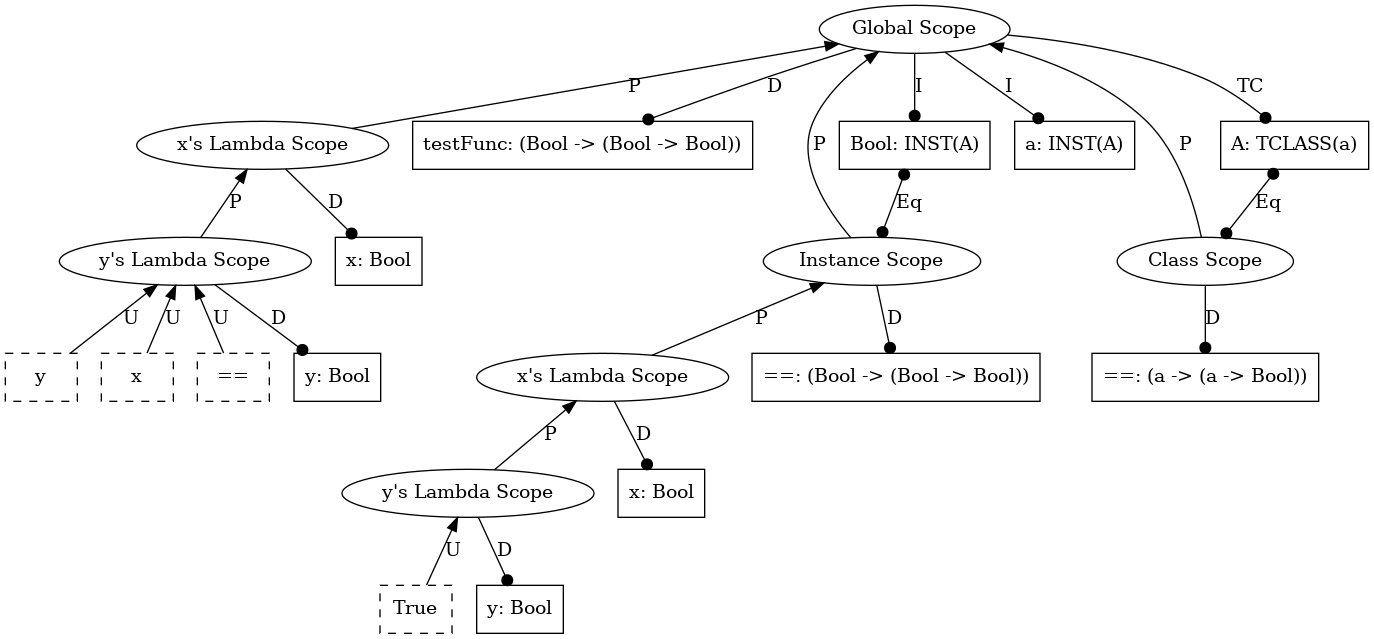 Global Scope
P
D
I
I
TC
P
P
x's Lambda Scope
testFunc: (Bool -> (Bool -> Bool))
Bool: INST(A)
a: INST(A)
A: TCLASS(a)
P
D
Eq
Eq
y's Lambda Scope
x: Bool
Instance Scope
Class Scope
U
U
U
D
P
D
D
y
x
==
y: Bool
x's Lambda Scope
==: (Bool -> (Bool -> Bool))
==: (a -> (a -> Bool))
P
D
y's Lambda Scope
x: Bool
U
D
True
y: Bool